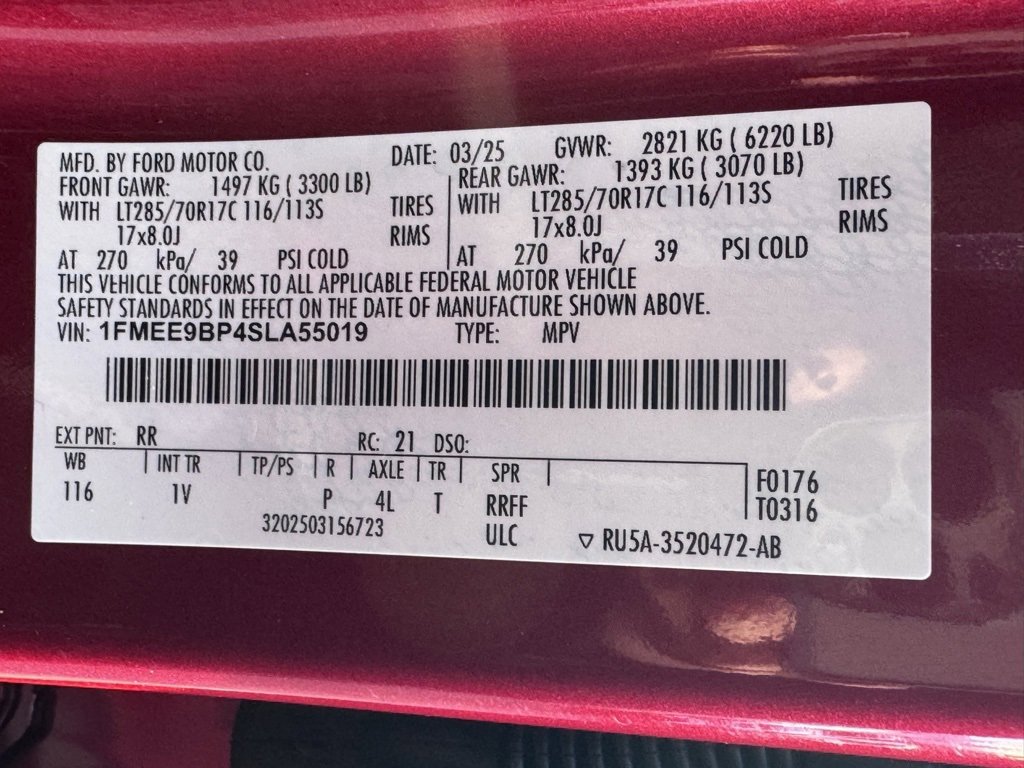 MFD. BY FORD MOTOR CO. DATE: 03/25 GVWR: 2821 KG ( 6220 LB)
FRONT GAWR: 1497 KG ( 3300 LB) REAR GAWR: 1393 KG ( 3070 LB)
WITH LT285/70R17C 116/113S TIRES WITH LT285/70R17C 116/113S TIRES
17x8.0J RIMS 17x8.0J RIMS
AT 270 kPa/ 39 PSI COLD AT 270 kPa/ 39 PSI COLD
THIS VEHICLE CONFORMS TO ALL APPLICABLE FEDERAL MOTOR VEHICLE
SAFETY STANDARDS IN EFFECT ON THE DATE OF MANUFACTURE SHOWN ABOVE.
VIN: 1FMEE9BP4SLA55019 TYPE: MPV
EXT PNT: RR RC: 21 DSO:
WB INT TR TP/PS R AXLE TR SPR F0176
116 1V P 4L T RRFF T0316
3202503156723 ULC ▽ RU5A-3520472-AB